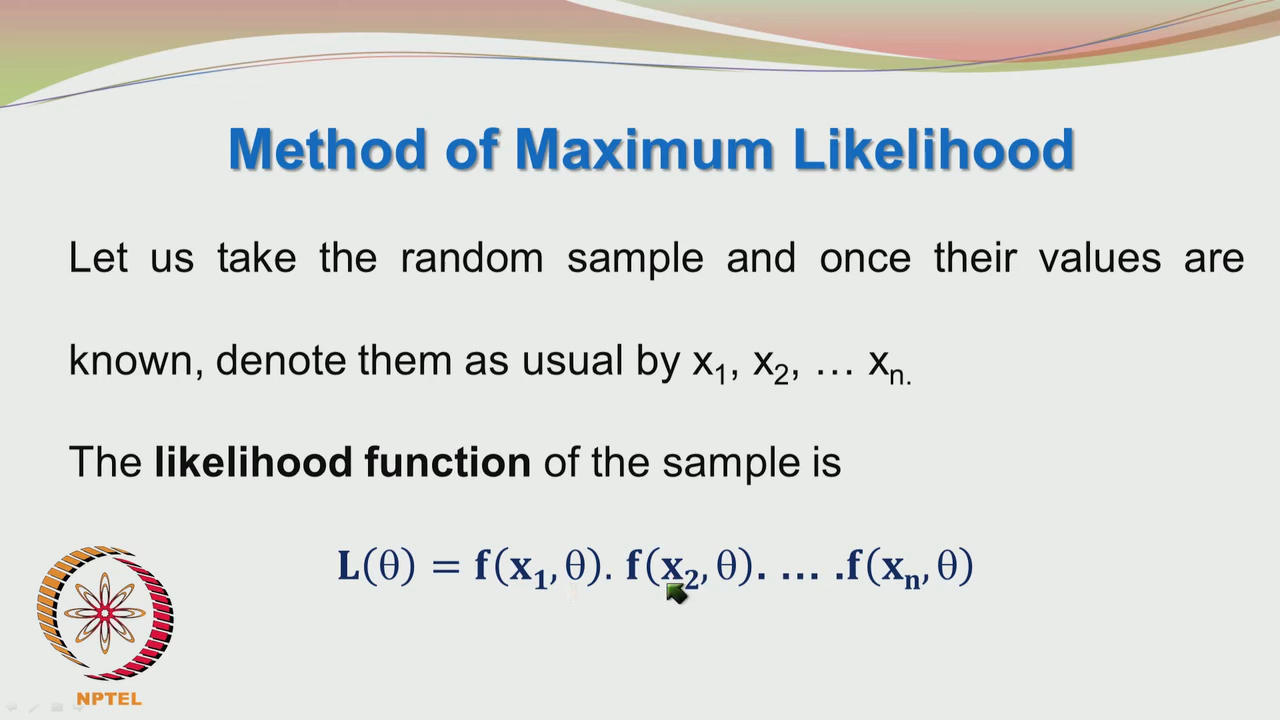 Method of Maximum Likelihood
Let us take the random sample and once their values are
known, denote them as usual by x₁, x₂, … xₙ.
The likelihood function of the sample is
L(θ) = f(x₁, θ). f(x₂, θ). … .f(xₙ, θ)
NPTEL